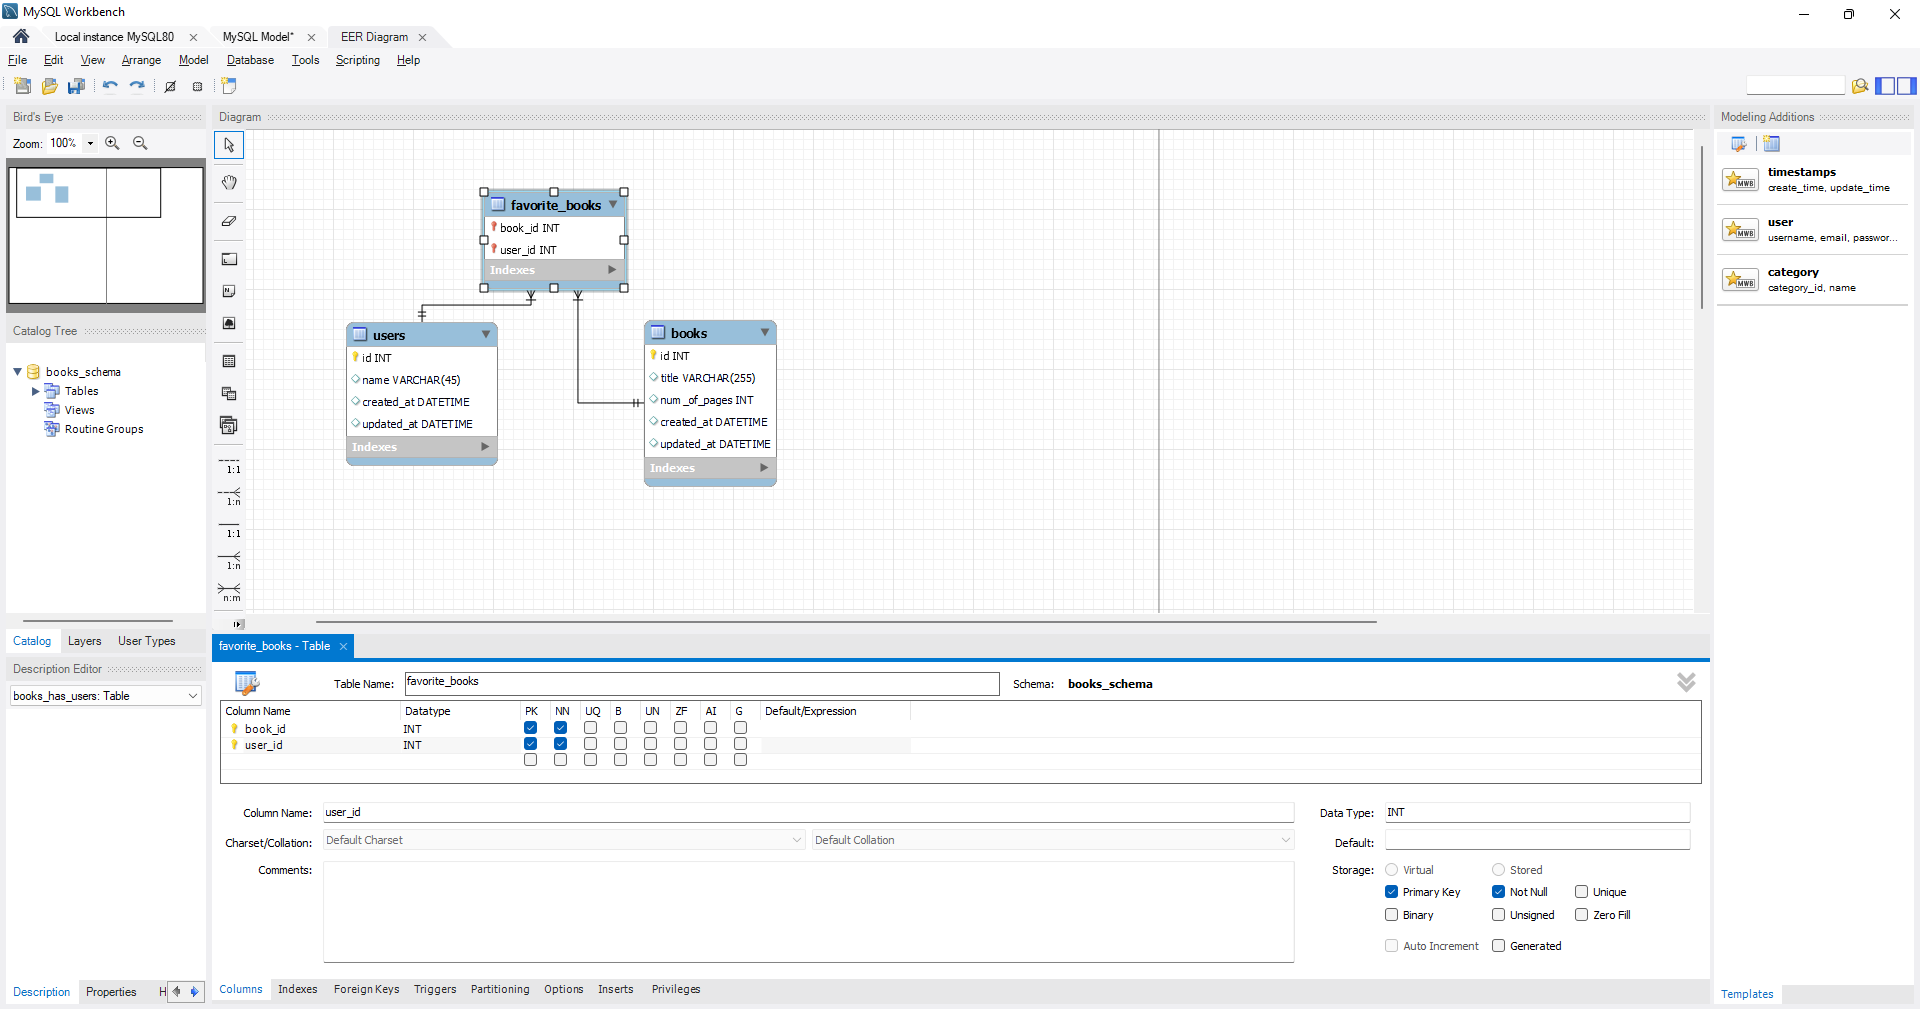 MySQL Workbench
Local instance MySQL80
MySQL Model*
EER Diagram
File Edit View Arrange Model Database Tools Scripting Help
Bird's Eye
Zoom: 100%
Diagram
Modeling Additions
timestamps
create_time, update_time
user
username, email, passwor...
category
category_id, name
MWB
MWB
MWB
Catalog Tree
books_schema
Tables
Views
Routine Groups
1:1
1:n
1:1
1:n
n:m
favorite_books
book_id INT
user_id INT
Indexes
users
id INT
name VARCHAR(45)
created_at DATETIME
updated_at DATETIME
Indexes
books
id INT
title VARCHAR(255)
num _of_pages INT
created_at DATETIME
updated_at DATETIME
Indexes
Catalog Layers User Types
Description Editor
books_has_users: Table
Description Properties H
favorite_books - Table
Table Name: favorite_books Schema: books_schema
Column Name Datatype PK NN UQ B UN ZF AI G Default/Expression
book_id INT
user_id INT
Column Name: user_id
Data Type: INT
Charset/Collation: Default Charset Default Collation
Default:
Comments:
Storage: Virtual Stored
Primary Key Not Null Unique
Binary Unsigned Zero Fill
Auto Increment Generated
Columns Indexes Foreign Keys Triggers Partitioning Options Inserts Privileges
Templates